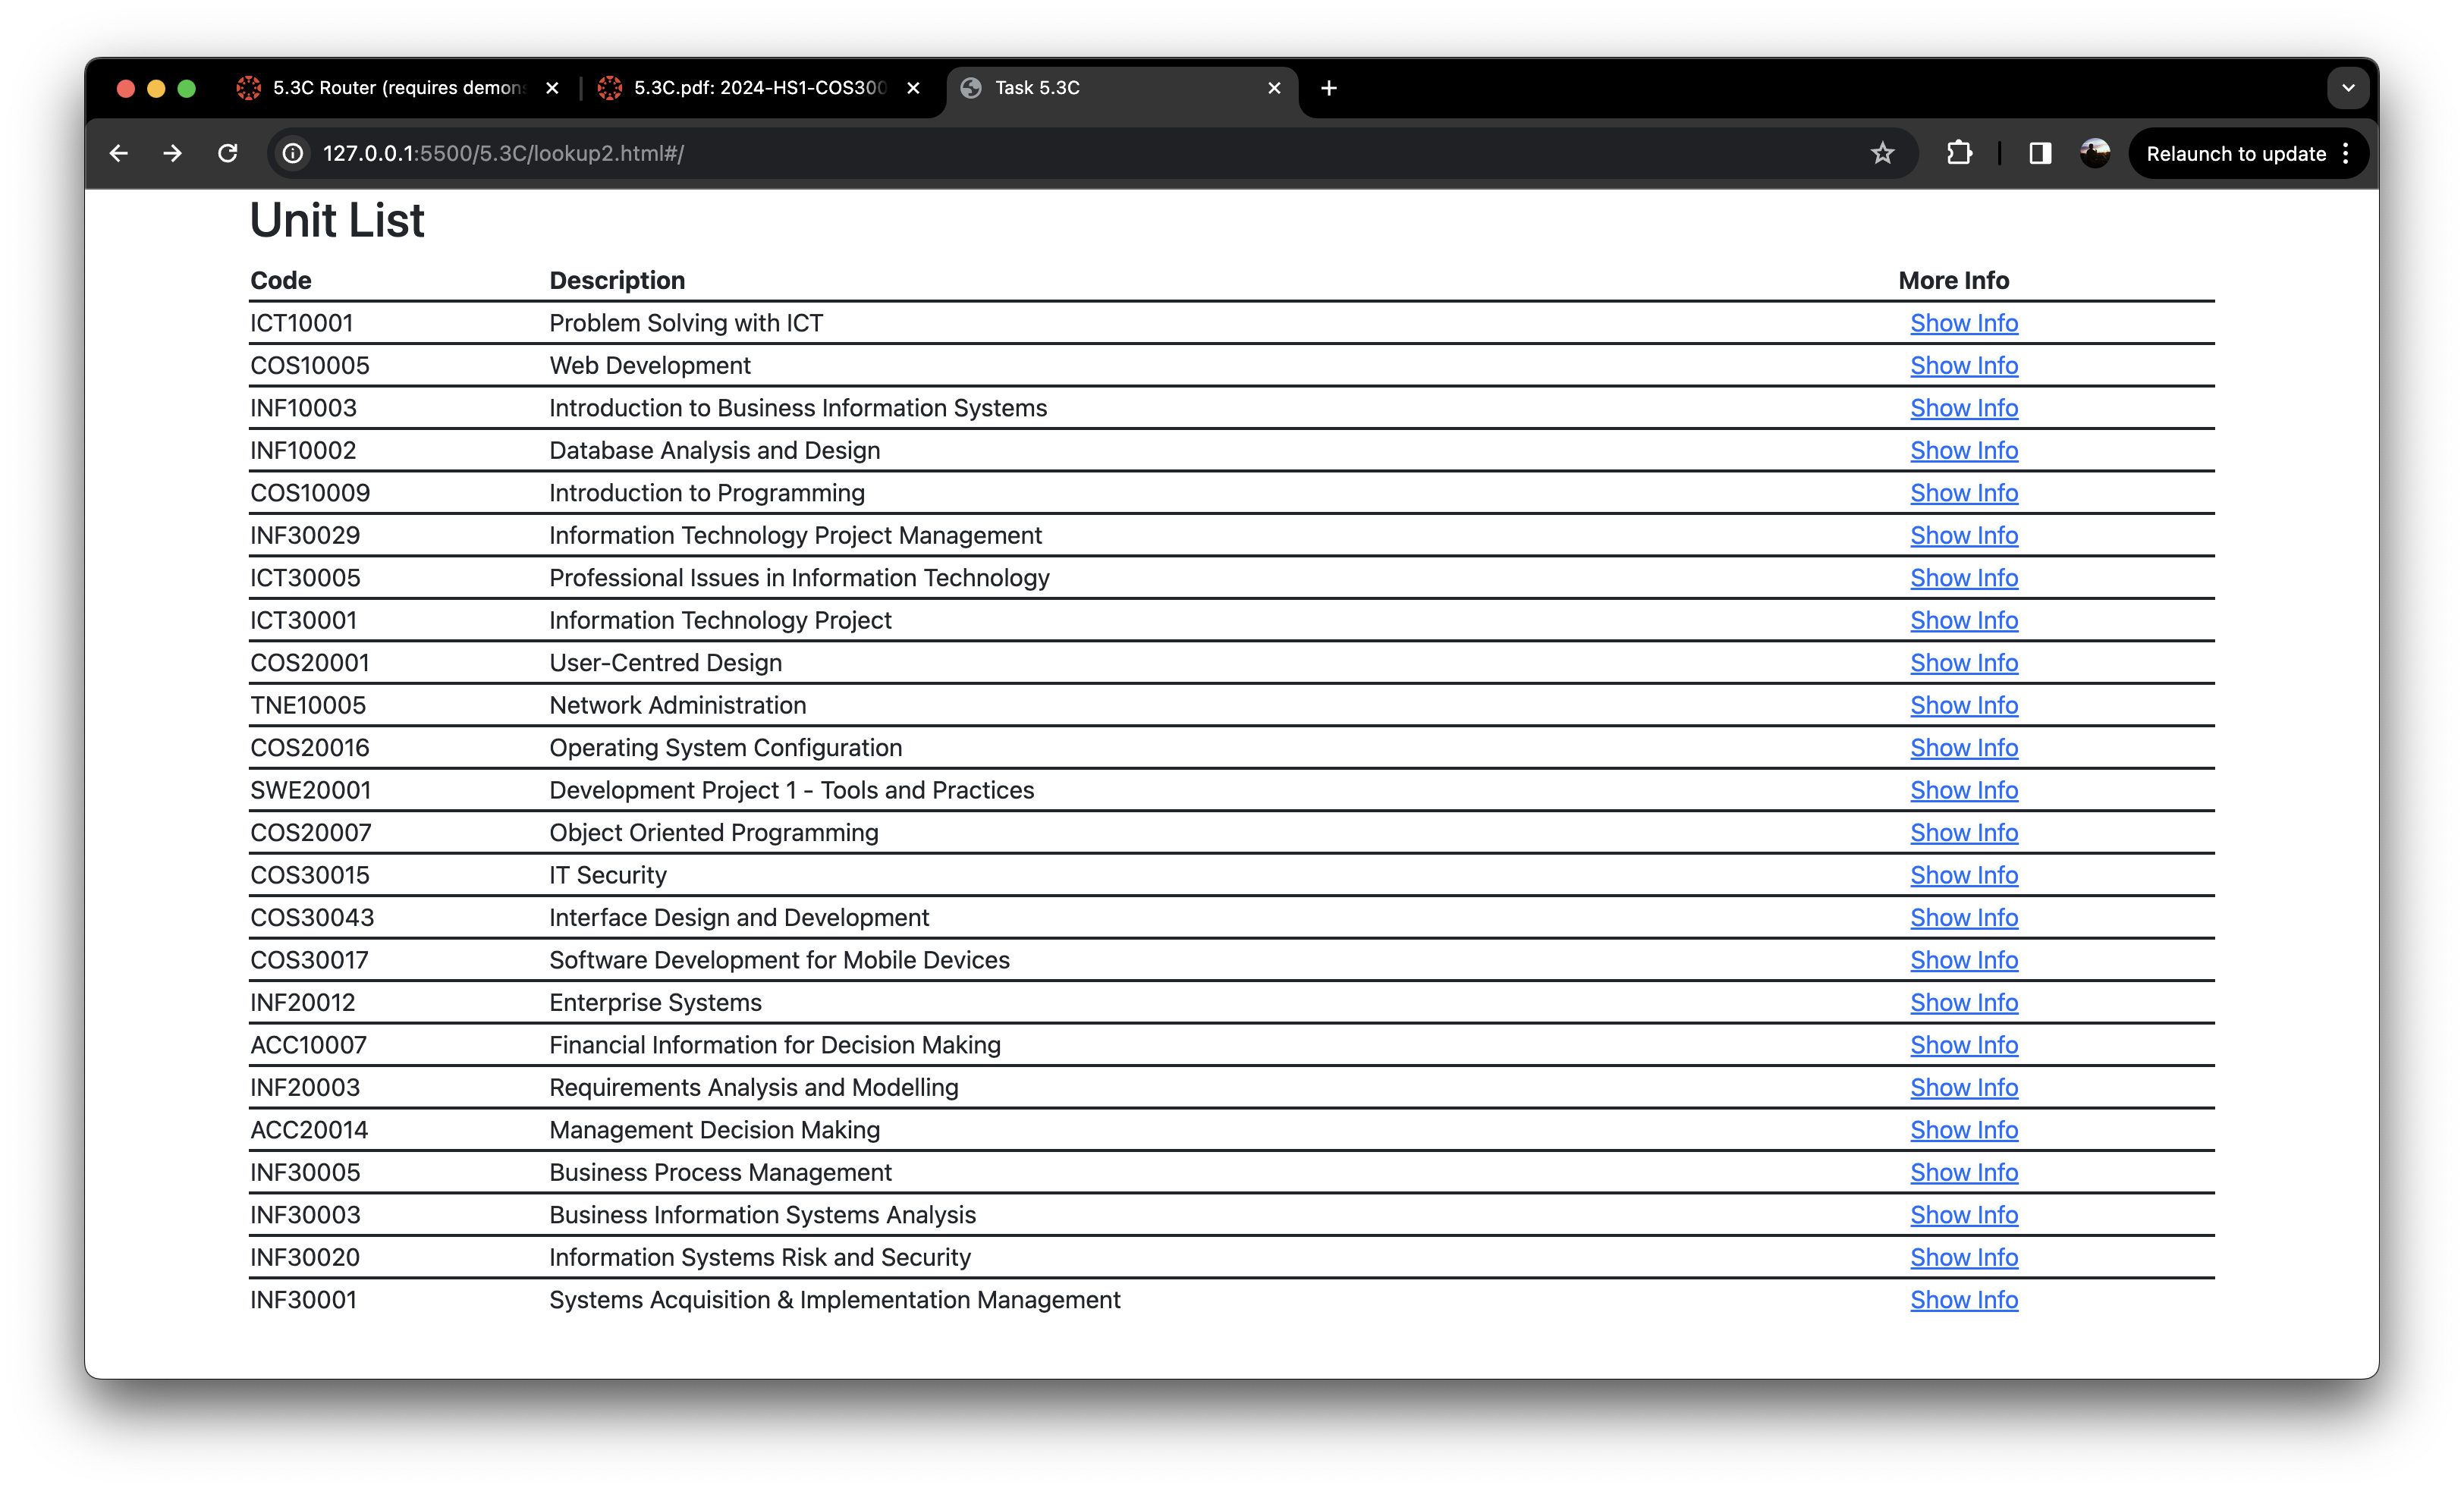 5.3C Router (requires demons
5.3C.pdf: 2024-HS1-COS300
Task 5.3C
127.0.0.1:5500/5.3C/lookup2.html#/
Relaunch to update
Unit List
Code Description More Info
ICT10001 Problem Solving with ICT Show Info
COS10005 Web Development Show Info
INF10003 Introduction to Business Information Systems Show Info
INF10002 Database Analysis and Design Show Info
COS10009 Introduction to Programming Show Info
INF30029 Information Technology Project Management Show Info
ICT30005 Professional Issues in Information Technology Show Info
ICT30001 Information Technology Project Show Info
COS20001 User-Centred Design Show Info
TNE10005 Network Administration Show Info
COS20016 Operating System Configuration Show Info
SWE20001 Development Project 1 - Tools and Practices Show Info
COS20007 Object Oriented Programming Show Info
COS30015 IT Security Show Info
COS30043 Interface Design and Development Show Info
COS30017 Software Development for Mobile Devices Show Info
INF20012 Enterprise Systems Show Info
ACC10007 Financial Information for Decision Making Show Info
INF20003 Requirements Analysis and Modelling Show Info
ACC20014 Management Decision Making Show Info
INF30005 Business Process Management Show Info
INF30003 Business Information Systems Analysis Show Info
INF30020 Information Systems Risk and Security Show Info
INF30001 Systems Acquisition & Implementation Management Show Info